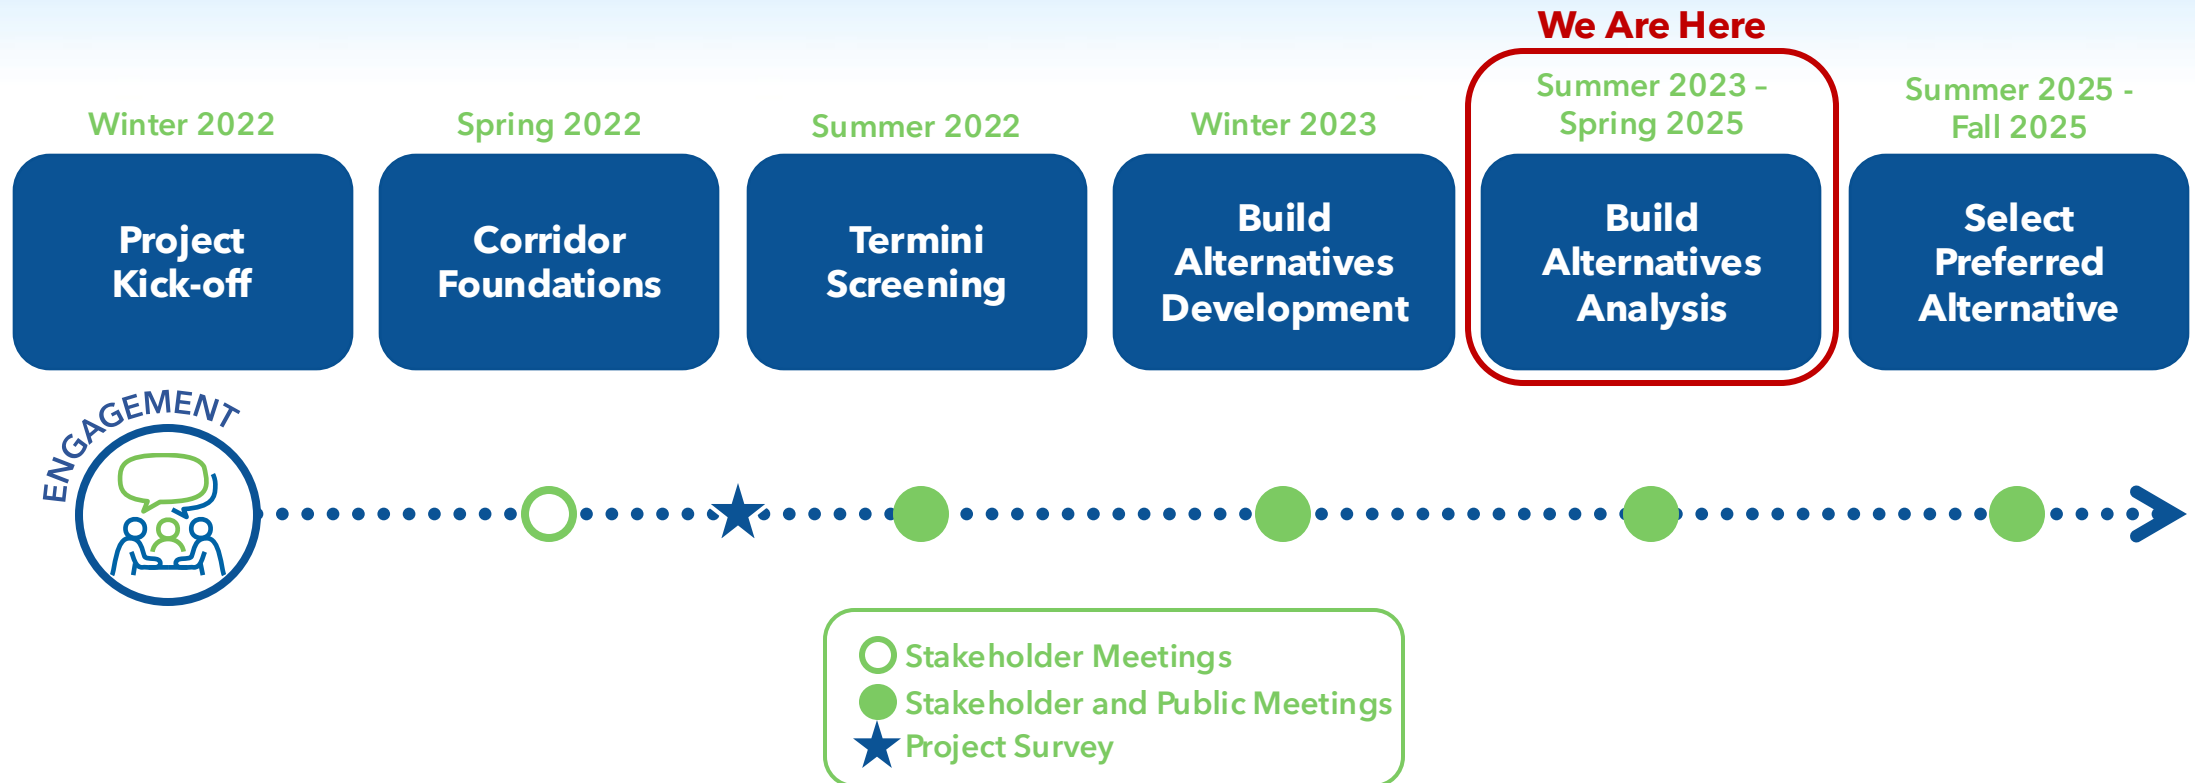 We Are Here
Winter 2022
Spring 2022
Summer 2022
Winter 2023
Summer 2023 –
Spring 2025
Summer 2025 -
Fall 2025
Project
Kick-off
Corridor
Foundations
Termini
Screening
Build
Alternatives
Development
Build
Alternatives
Analysis
Select
Preferred
Alternative
ENGAGEMENT
Stakeholder Meetings
Stakeholder and Public Meetings
Project Survey